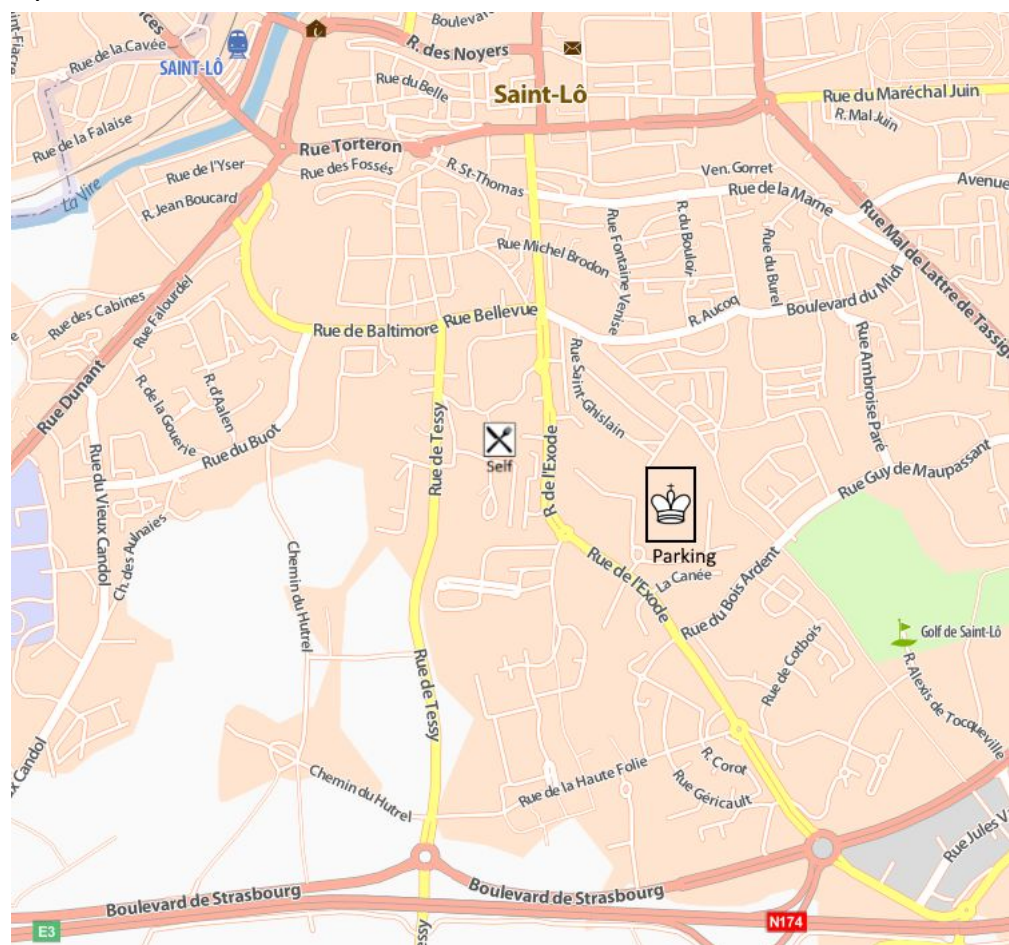 Boulevard
R. des Noyers
Rue de la Cavée
SAINT-LÔ
Rue du Belle
Saint-Lô
Rue du Maréchal Juin
R. Mal Juin
Rue de la Falaise
Rue Torteron
Rue de l'Yser
Rue des Fossés
R. St-Thomas
Ven. Gorret
Rue de la Marne
Avenue
La Vire
R. Jean Boucard
Rue Mal de Lattre de Tassign
Rue Michel Brodon
Rue Fontaine Venise
R. du Bouloir
Rue du Burel
Rue des Cabines
Rue Falourdel
Rue de Baltimore
Rue Bellevue
R. Aucoq
Boulevard du Midi
Rue Dunant
R. de la Gouerie
R. d'Aalen
Rue Saint-Ghislain
Rue Ambroise Paré
Rue du Buot
Rue de Tessy
Self
R. de l'Exode
Rue Guy de Maupassant
Rue du Vieux Candol
Parking
Ch. des Aulnaies
Chemin du Hutrel
Rue de l'Exode
La Canée
Rue du Bois Ardent
Golf de Saint-Lô
Rue de Tessy
Rue de Cotbois
R. Alexis de Tocqueville
x Candol
R. Corot
Chemin du Hutrel
Rue de la Haute Folie
Rue Géricault
Rue Jules V
Boulevard de Strasbourg
Boulevard de Strasbourg
E3
N174